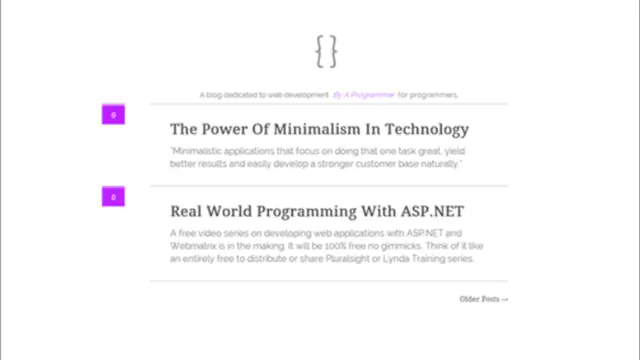 { }
A blog dedicated to web development By A Programmer for programmers.
0
The Power Of Minimalism In Technology
"Minimalistic applications that focus on doing that one task great, yield
better results and easily develop a stronger customer base naturally."
0
Real World Programming With ASP.NET
A free video series on developing web applications with ASP.NET and
Webmatrix is in the making. It will be 100% free no gimmicks. Think of it like
an entirely free to distribute or share Pluralsight or Lynda Training series.
Older Posts →